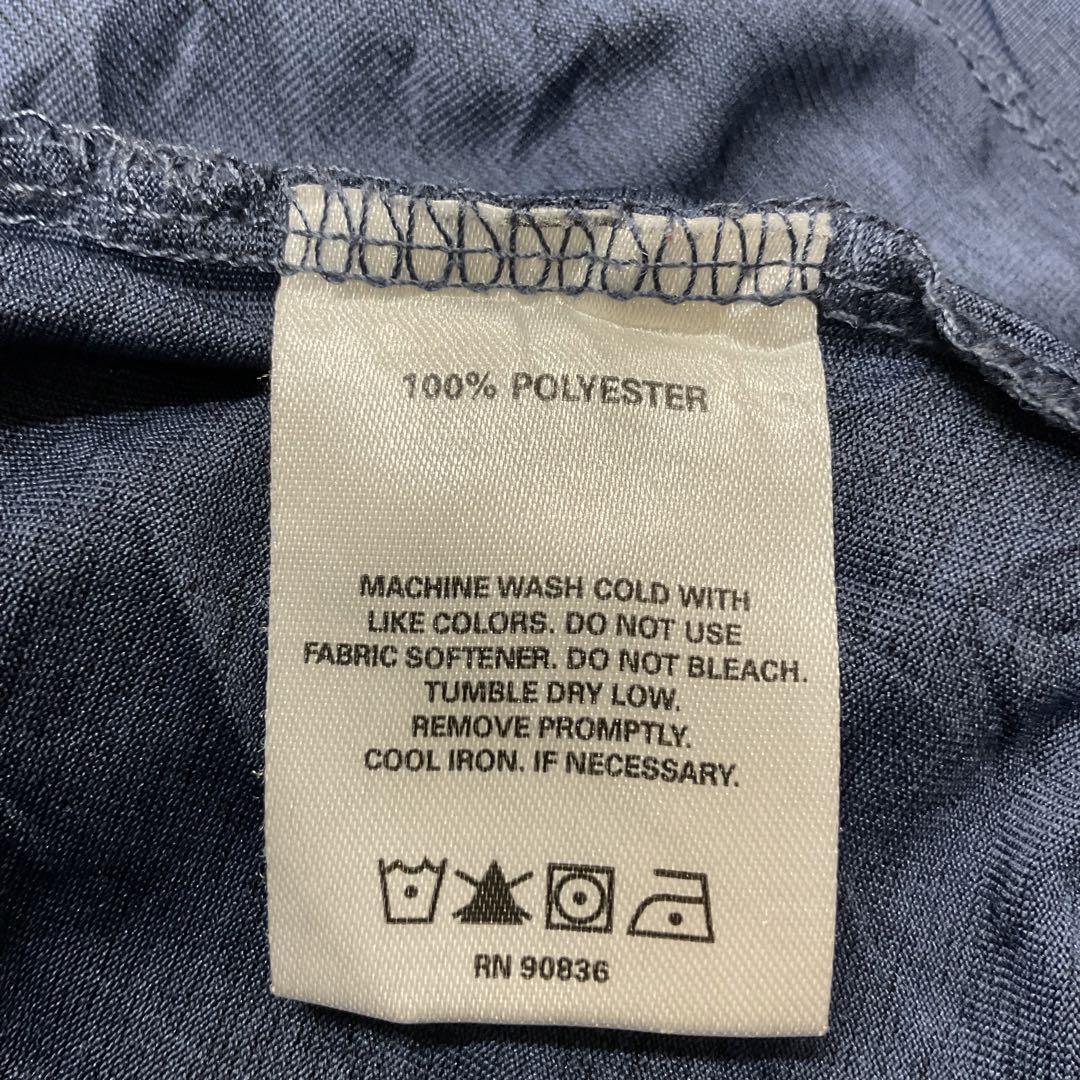 100% POLYESTER
MACHINE WASH COLD WITH
LIKE COLORS. DO NOT USE
FABRIC SOFTENER. DO NOT BLEACH.
TUMBLE DRY LOW.
REMOVE PROMPTLY.
COOL IRON. IF NECESSARY.
RN 90836